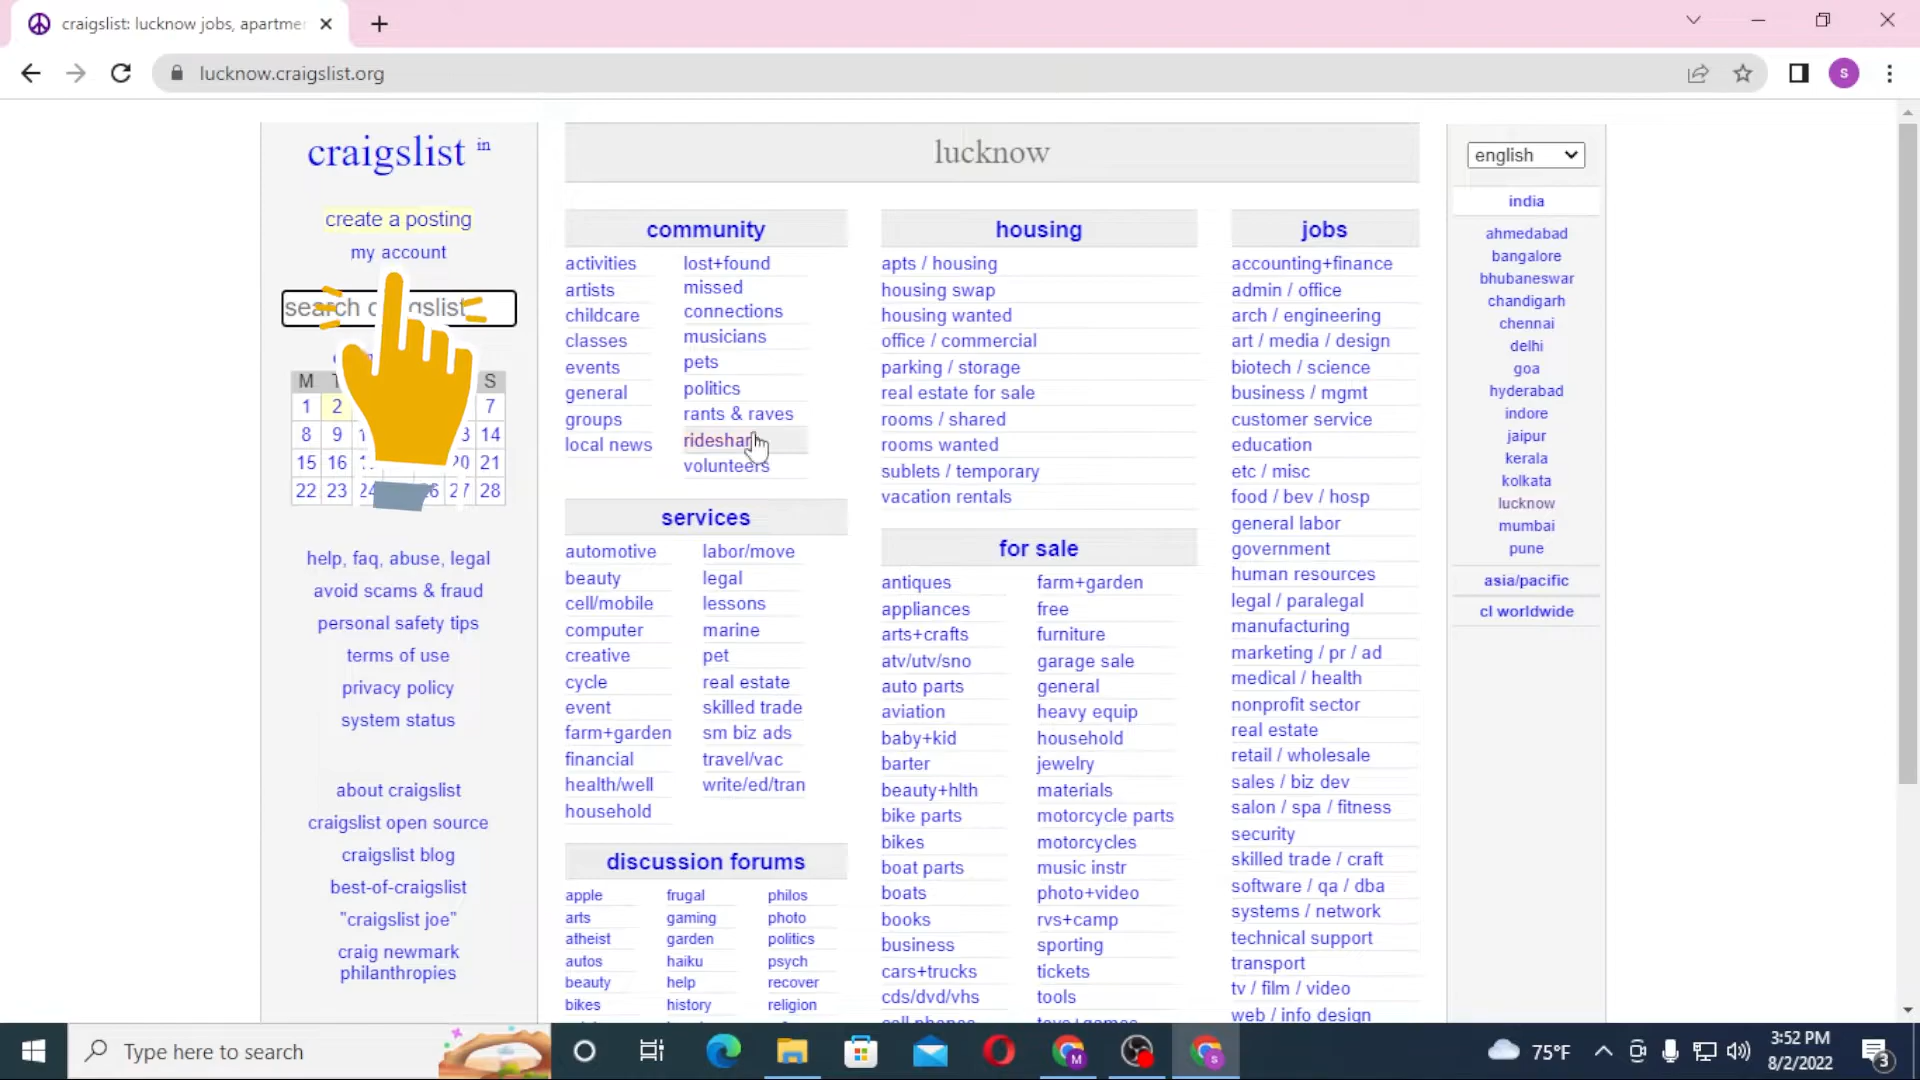 craigslist: lucknow jobs, apartme
lucknow.craigslist.org
S
craigslist in
create a posting
my account
search c gslist
M T S
1 2 7
8 9 1 3 14
15 16 1 20 21
22 23 24 26 27 28
help, faq, abuse, legal
avoid scams & fraud
personal safety tips
terms of use
privacy policy
system status
about craigslist
craigslist open source
craigslist blog
best-of-craigslist
"craigslist joe"
craig newmark
philanthropies
lucknow
community
activities
artists
childcare
classes
events
general
groups
local news
lost+found
missed
connections
musicians
pets
politics
rants & raves
rideshar
volunteers
services
automotive
beauty
cell/mobile
computer
creative
cycle
event
farm+garden
financial
health/well
household
labor/move
legal
lessons
marine
pet
real estate
skilled trade
sm biz ads
travel/vac
write/ed/tran
discussion forums
apple
arts
atheist
autos
beauty
bikes
frugal
gaming
garden
haiku
help
history
philos
photo
politics
psych
recover
religion
housing
apts / housing
housing swap
housing wanted
office / commercial
parking / storage
real estate for sale
rooms / shared
rooms wanted
sublets / temporary
vacation rentals
for sale
antiques
appliances
arts+crafts
atv/utv/sno
auto parts
aviation
baby+kid
barter
beauty+hlth
bike parts
bikes
boat parts
boats
books
business
cars+trucks
cds/dvd/vhs
cell phones
farm+garden
free
furniture
garage sale
general
heavy equip
household
jewelry
materials
motorcycle parts
motorcycles
music instr
photo+video
rvs+camp
sporting
tickets
tools
toys+games
jobs
accounting+finance
admin / office
arch / engineering
art / media / design
biotech / science
business / mgmt
customer service
education
etc / misc
food / bev / hosp
general labor
government
human resources
legal / paralegal
manufacturing
marketing / pr / ad
medical / health
nonprofit sector
real estate
retail / wholesale
sales / biz dev
salon / spa / fitness
security
skilled trade / craft
software / qa / dba
systems / network
technical support
transport
tv / film / video
web / info design
english
india
ahmedabad
bangalore
bhubaneswar
chandigarh
chennai
delhi
goa
hyderabad
indore
jaipur
kerala
kolkata
lucknow
mumbai
pune
asia/pacific
cl worldwide
Type here to search
M
S
75°F
3:52 PM
8/2/2022
3